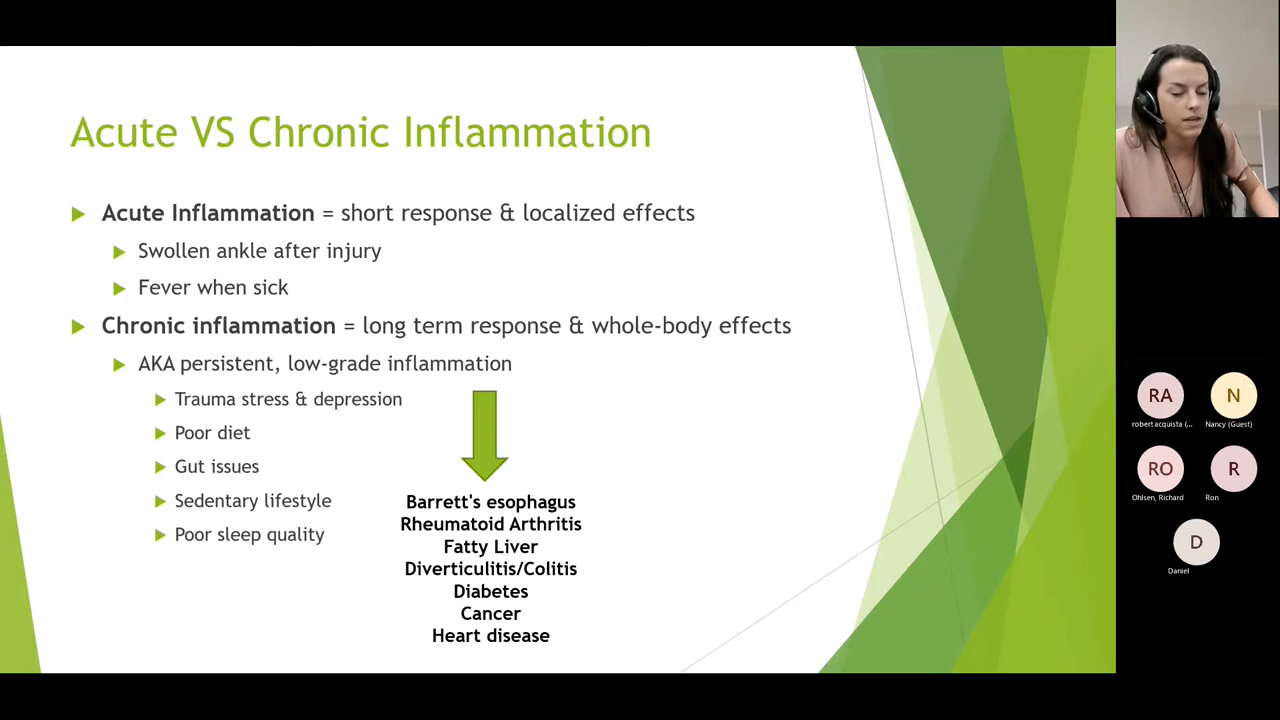 Acute VS Chronic Inflammation
Acute Inflammation = short response & localized effects
Swollen ankle after injury
Fever when sick
Chronic inflammation = long term response & whole-body effects
AKA persistent, low-grade inflammation
Trauma stress & depression
Poor diet
Gut issues
Sedentary lifestyle
Poor sleep quality
Barrett's esophagus
Rheumatoid Arthritis
Fatty Liver
Diverticulitis/Colitis
Diabetes
Cancer
Heart disease
RA
robert acquista (...
N
Nancy (Guest)
RO
Ohlsen, Richard
R
Ron
D
Daniel